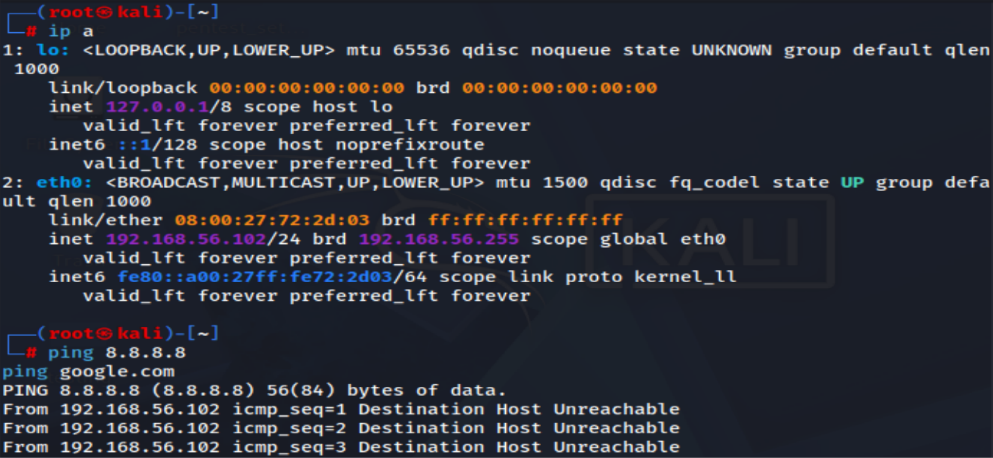 ┌──(root㉿kali)-[~]
└─# ip a
1: lo: <LOOPBACK,UP,LOWER_UP> mtu 65536 qdisc noqueue state UNKNOWN group default qlen
 1000
    link/loopback 00:00:00:00:00:00 brd 00:00:00:00:00:00
    inet 127.0.0.1/8 scope host lo
       valid_lft forever preferred_lft forever
    inet6 ::1/128 scope host noprefixroute
       valid_lft forever preferred_lft forever
2: eth0: <BROADCAST,MULTICAST,UP,LOWER_UP> mtu 1500 qdisc fq_codel state UP group defa
ult qlen 1000
    link/ether 08:00:27:72:2d:03 brd ff:ff:ff:ff:ff:ff
    inet 192.168.56.102/24 brd 192.168.56.255 scope global eth0
       valid_lft forever preferred_lft forever
    inet6 fe80::a00:27ff:fe72:2d03/64 scope link proto kernel_ll
       valid_lft forever preferred_lft forever
KALI
┌──(root㉿kali)-[~]
└─# ping 8.8.8.8
ping google.com
PING 8.8.8.8 (8.8.8.8) 56(84) bytes of data.
From 192.168.56.102 icmp_seq=1 Destination Host Unreachable
From 192.168.56.102 icmp_seq=2 Destination Host Unreachable
From 192.168.56.102 icmp_seq=3 Destination Host Unreachable